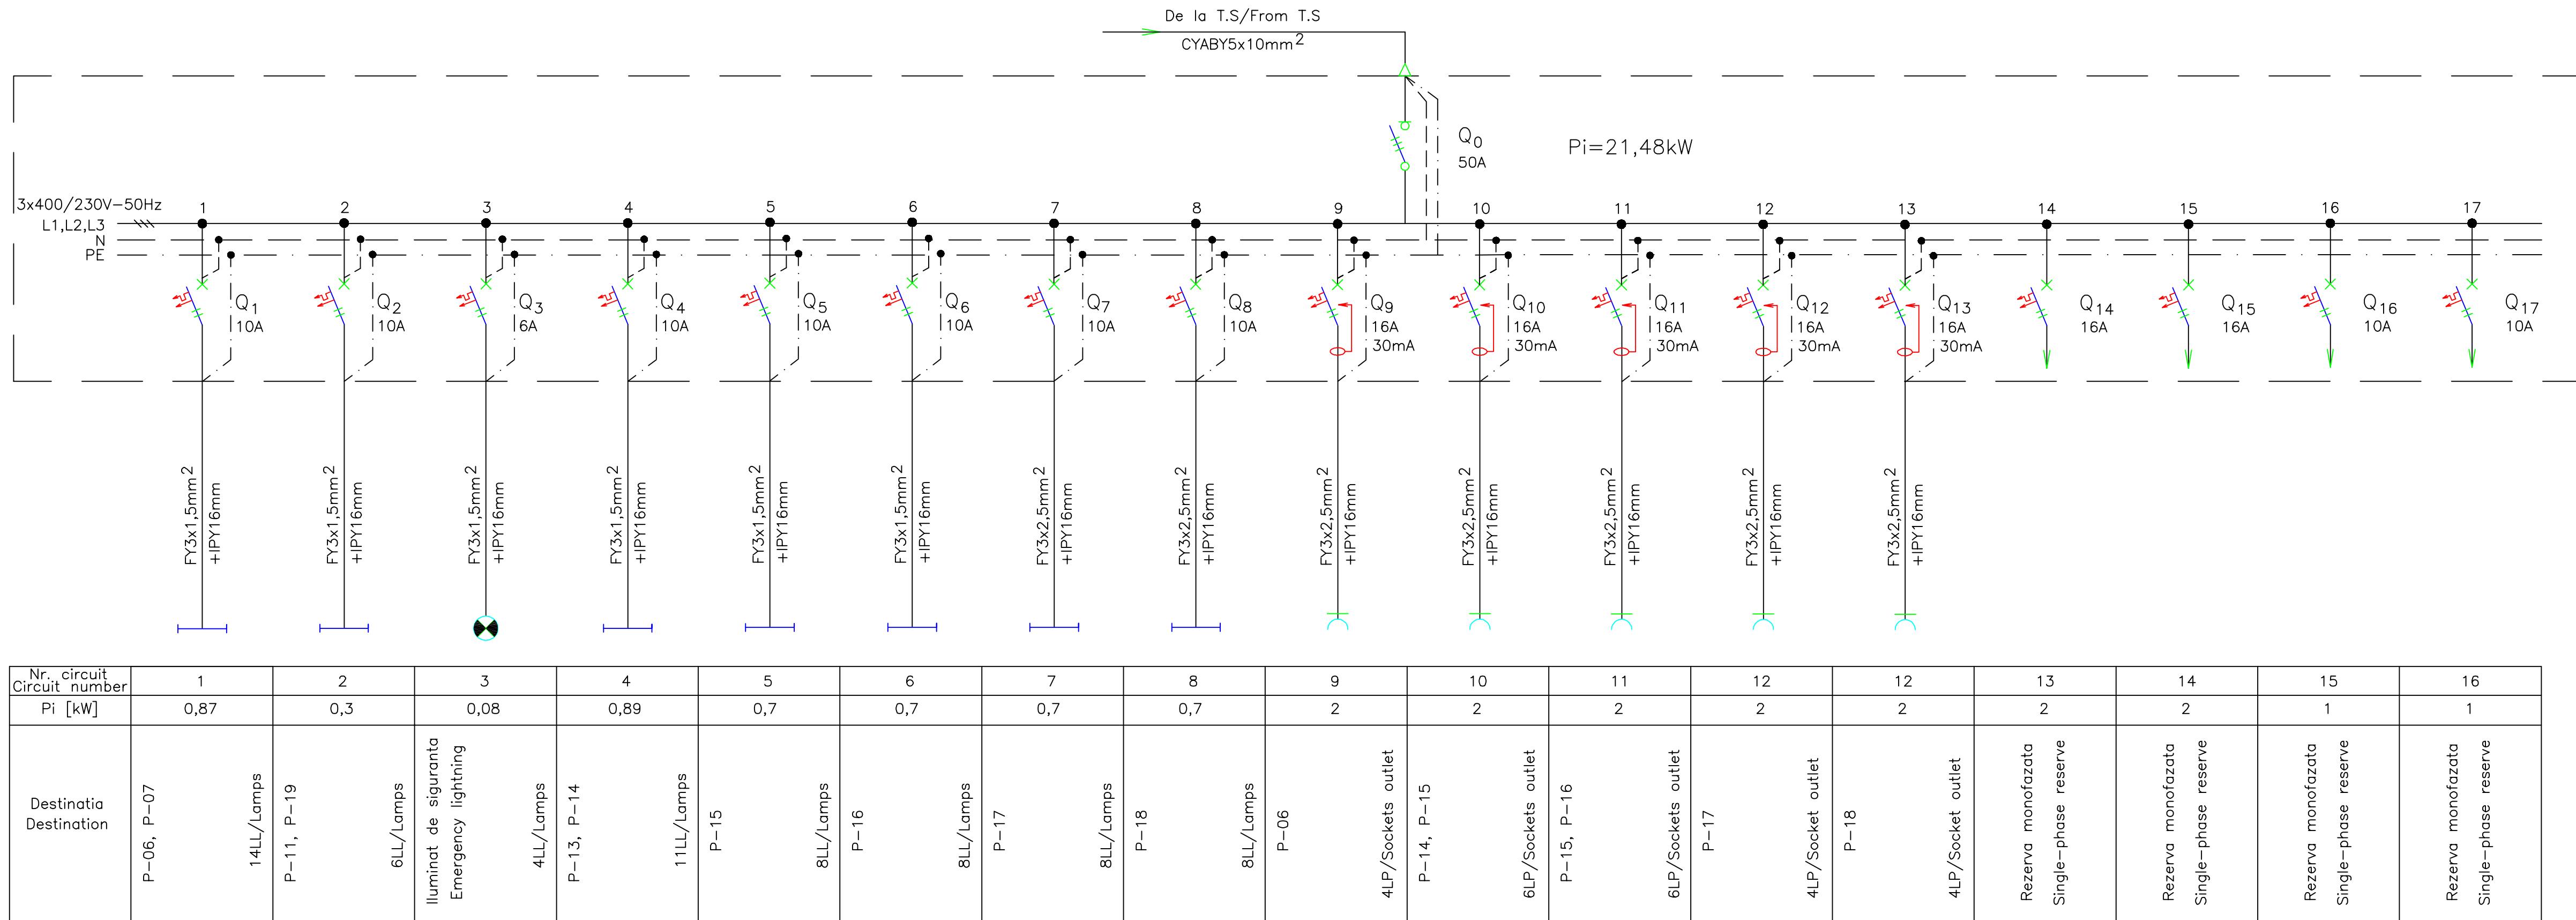 De la T.S/From T.S
CYABY5x10mm2
Q0
50A
Pi=21,48kW
3x400/230V-50Hz
L1,L2,L3
N
PE
1 2 3 4 5 6 7 8 9 10 11 12 13 14 15 16 17
Q1
10A
Q2
10A
Q3
6A
Q4
10A
Q5
10A
Q6
10A
Q7
10A
Q8
10A
Q9
16A
30mA
Q10
16A
30mA
Q11
16A
30mA
Q12
16A
30mA
Q13
16A
30mA
Q14
16A
Q15
16A
Q16
10A
Q17
10A
FY3x1,5mm2
+IPY16mm
FY3x1,5mm2
+IPY16mm
FY3x1,5mm2
+IPY16mm
FY3x1,5mm2
+IPY16mm
FY3x1,5mm2
+IPY16mm
FY3x1,5mm2
+IPY16mm
FY3x2,5mm2
+IPY16mm
FY3x2,5mm2
+IPY16mm
FY3x2,5mm2
+IPY16mm
FY3x2,5mm2
+IPY16mm
FY3x2,5mm2
+IPY16mm
FY3x2,5mm2
+IPY16mm
FY3x2,5mm2
+IPY16mm
Nr. circuit
Circuit number
1 2 3 4 5 6 7 8 9 10 11 12 12 13 14 15 16
Pi [kW] 0,87 0,3 0,08 0,89 0,7 0,7 0,7 0,7 2 2 2 2 2 2 2 1 1
Destinatia
Destination
P-06, P-07
14LL/Lamps
P-11, P-19
6LL/Lamps
Iluminat de siguranta
Emergency lightning
4LL/Lamps
P-13, P-14
11LL/Lamps
P-15
8LL/Lamps
P-16
8LL/Lamps
P-17
8LL/Lamps
P-18
8LL/Lamps
P-06
4LP/Sockets outlet
P-14, P-15
6LP/Sockets outlet
P-15, P-16
6LP/Sockets outlet
P-17
4LP/Socket outlet
P-18
4LP/Socket outlet
Rezerva monofazata
Single-phase reserve
Rezerva monofazata
Single-phase reserve
Rezerva monofazata
Single-phase reserve
Rezerva monofazata
Single-phase reserve